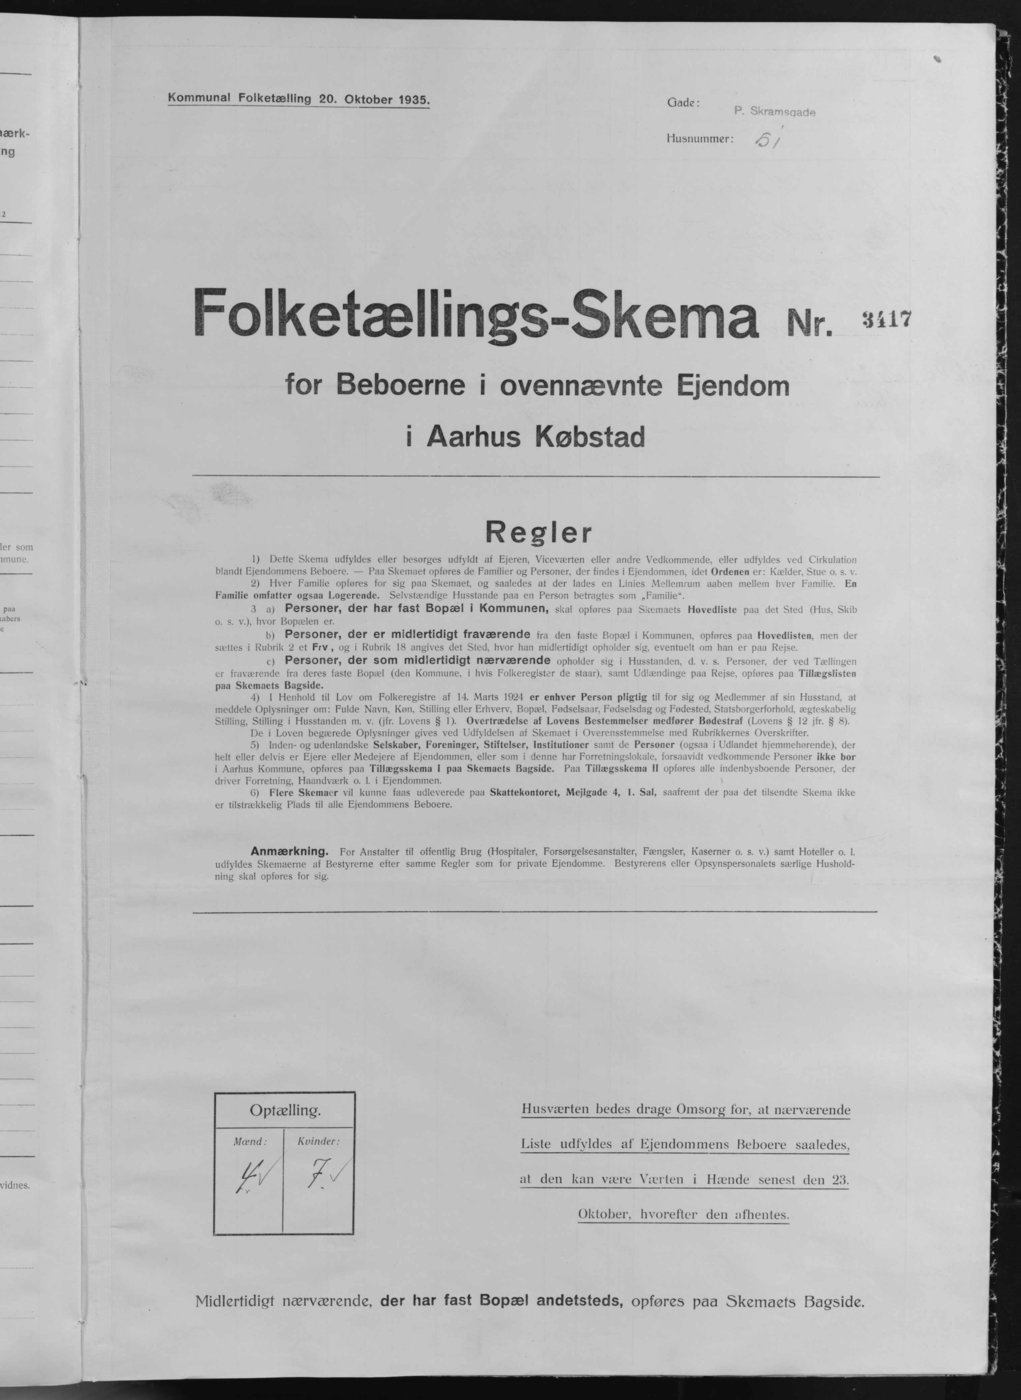 Kommunal Folketælling 20. Oktober 1935.
Gade: P. Skramsgade
Husnummer:
Folketællings-Skema Nr. 3417
for Beboerne i ovennævnte Ejendom
i Aarhus Købstad
Regler
1) Dette Skema udfyldes eller besørges udfyldt af Ejeren, Viceværten eller andre Vedkommende, eller udfyldes ved Cirkulation
blandt Ejendommens Beboere. — Paa Skemaet opføres de Familier og Personer, der findes i Ejendommen, idet Ordenen er: Kælder, Stue o. s. v.
2) Hver Familie opføres for sig paa Skemaet, og saaledes at der lades en Linies Mellemrum aaben mellem hver Familie. En
Familie omfatter ogsaa Logerende. Selvstændige Husstande paa en Person betragtes som „Familie".
3 a) Personer, der har fast Bopæl i Kommunen, skal opføres paa Skemaets Hovedliste paa det Sted (Hus, Skib
o. s. v.), hvor Bopælen er.
b) Personer, der er midlertidigt fraværende fra den faste Bopæl i Kommunen, opføres paa Hovedlisten, men der
sættes i Rubrik 2 et Frv, og i Rubrik 18 angives det Sted, hvor han midlertidigt opholder sig, eventuelt om han er paa Rejse.
c) Personer, der som midlertidigt nærværende opholder sig i Husstanden, d. v. s. Personer, der ved Tællingen
er fraværende fra deres faste Bopæl (den Kommune, i hvis Folkeregister de staar), samt Udlændinge paa Rejse, opføres paa Tillægslisten
paa Skemaets Bagside.
4) I Henhold til Lov om Folkeregistre af 14. Marts 1924 er enhver Person pligtig til for sig og Medlemmer af sin Husstand, at
meddele Oplysninger om: Fulde Navn, Køn, Stilling eller Erhverv, Bopæl, Fødselsaar, Fødselsdag og Fødested, Statsborgerforhold, ægteskabelig
Stilling, Stilling i Husstanden m. v. (jfr. Lovens § 1). Overtrædelse af Lovens Bestemmelser medfører Bødestraf (Lovens § 12 jfr. § 8).
De i Loven begærede Oplysninger gives ved Udfyldelsen af Skemaet i Overensstemmelse med Rubrikkernes Overskrifter.
5) Inden- og udenlandske Selskaber, Foreninger, Stiftelser, Institutioner samt de Personer (ogsaa i Udlandet hjemmehørende), der
helt eller delvis er Ejere eller Medejere af Ejendommen, eller som i denne har Forretningslokale, forsaavidt vedkommende Personer ikke bor
i Aarhus Kommune, opføres paa Tillægsskema I paa Skemaets Bagside. Paa Tillægsskema II opføres alle indenbysboende Personer, der
driver Forretning, Haandværk o. l. i Ejendommen.
6) Flere Skemaer vil kunne faas udleverede paa Skattekontoret, Mejlgade 4, 1. Sal, saafremt der paa det tilsendte Skema ikke
er tilstrækkelig Plads til alle Ejendommens Beboere.
Anmærkning. For Anstalter til offentlig Brug (Hospitaler, Forsørgelsesanstalter, Fængsler, Kaserner o. s. v.) samt Hoteller o. l.
udfyldes Skemaerne af Bestyrerne efter samme Regler som for private Ejendomme. Bestyrerens eller Opsynspersonalets særlige Hushold-
ning skal opføres for sig.
Optælling.
Mænd: Kvinder:
4 ✓ 7. ✓
Husværten bedes drage Omsorg for, at nærværende
Liste udfyldes af Ejendommens Beboere saaledes,
at den kan være Værten i Hænde senest den 23.
Oktober, hvorefter den afhentes.
Midlertidigt nærværende, der har fast Bopæl andetsteds, opføres paa Skemaets Bagside.